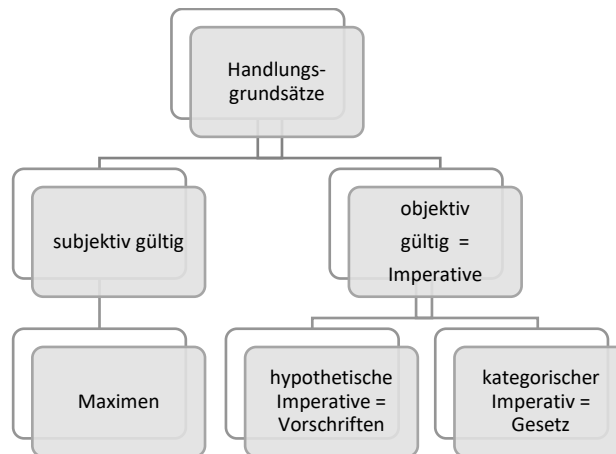 Handlungs-
grundsätze
subjektiv gültig
objektiv
gültig =
Imperative
Maximen
hypothetische
Imperative =
Vorschriften
kategorischer
Imperativ =
Gesetz